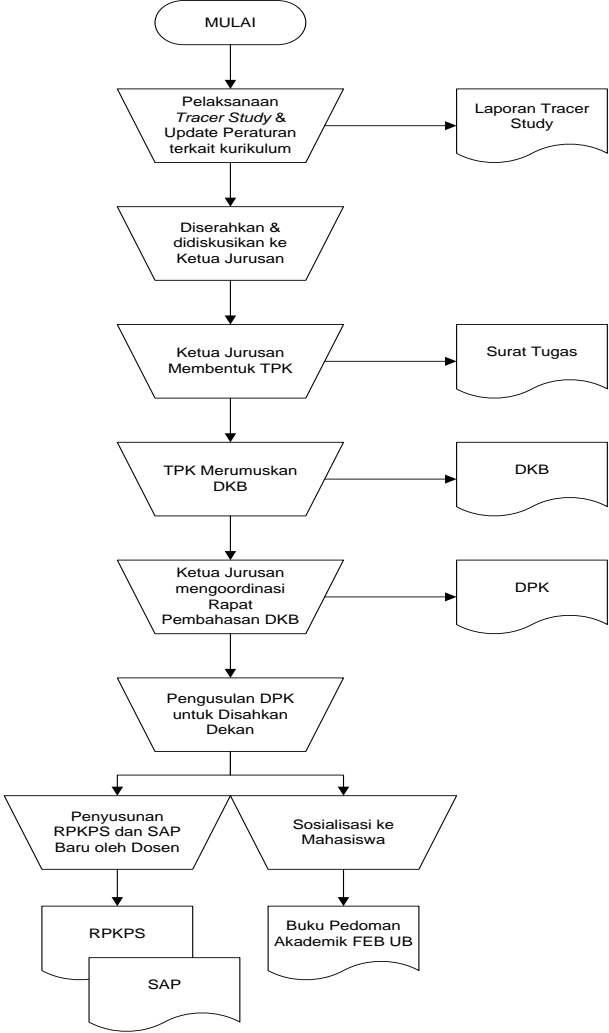 MULAI
Pelaksanaan
Tracer Study &
Update Peraturan
terkait kurikulum
Laporan Tracer
Study
Diserahkan &
didiskusikan ke
Ketua Jurusan
Ketua Jurusan
Membentuk TPK
Surat Tugas
TPK Merumuskan
DKB
DKB
Ketua Jurusan
mengoordinasi
Rapat
Pembahasan DKB
DPK
Pengusulan DPK
untuk Disahkan
Dekan
Penyusunan
RPKPS dan SAP
Baru oleh Dosen
Sosialisasi ke
Mahasiswa
RPKPS
SAP
Buku Pedoman
Akademik FEB UB